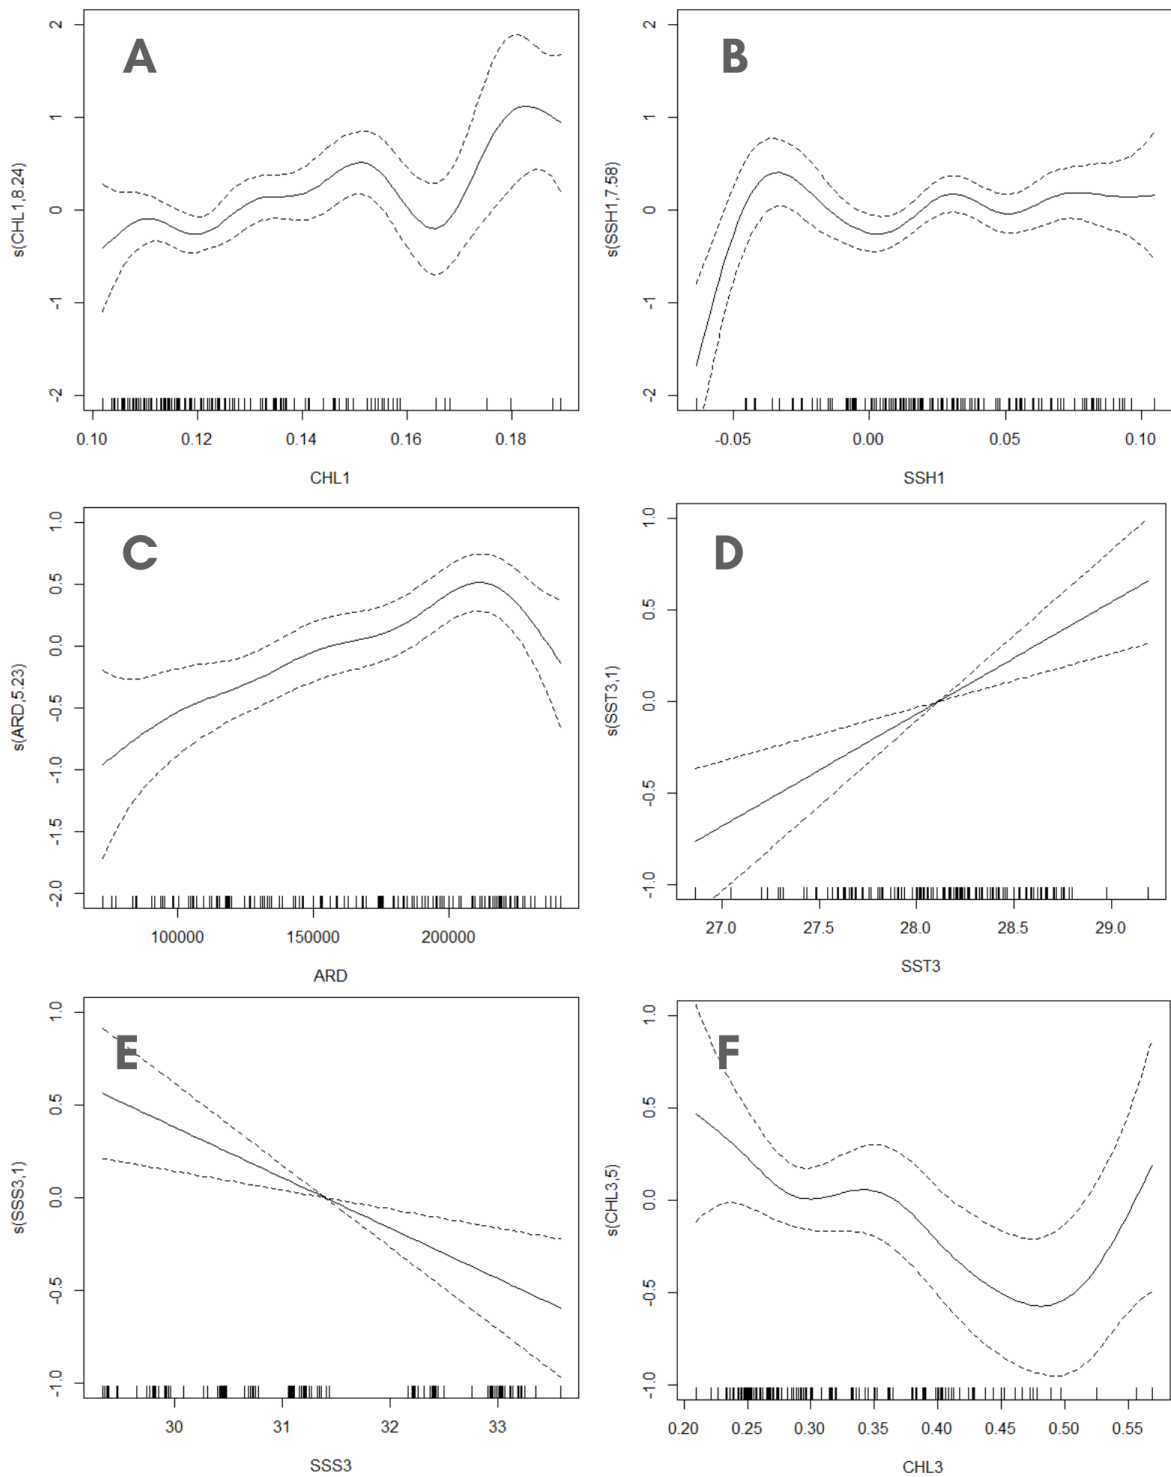 A
s(CHL1,8.24)
2
1
0
-1
-2
0.10 0.12 0.14 0.16 0.18
CHL1
B
s(SSH1,7.58)
2
1
0
-1
-2
-0.05 0.00 0.05 0.10
SSH1
C
s(ARD,5.23)
1.0
0.5
0.0
-0.5
-1.0
-1.5
-2.0
100000 150000 200000
ARD
D
s(SST3,1)
1.0
0.5
0.0
-0.5
-1.0
27.0 27.5 28.0 28.5 29.0
SST3
E
s(SSS3,1)
1.0
0.5
0.0
-0.5
-1.0
30 31 32 33
SSS3
F
s(CHL3,5)
1.0
0.5
0.0
-0.5
-1.0
0.20 0.25 0.30 0.35 0.40 0.45 0.50 0.55
CHL3